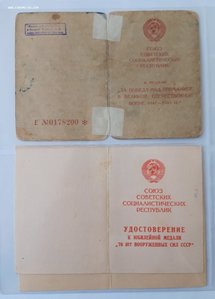 СОЮЗ
СОВЕТСКИХ
СОЦИАЛИСТИЧЕСКИХ
РЕСПУБЛИК
"ЗА ПОБЕДУ НАД ГЕРМАНИЕЙ
В ВЕЛИКОЙ ОТЕЧЕСТВЕННОЙ
ВОЙНЕ 1941–1945 гг."
Е №0178200 *
СОЮЗ
СОВЕТСКИХ
СОЦИАЛИСТИЧЕСКИХ
РЕСПУБЛИК
УДОСТОВЕРЕНИЕ
К ЮБИЛЕЙНОЙ МЕДАЛИ
"70 ЛЕТ ВООРУЖЕННЫХ СИЛ СССР"